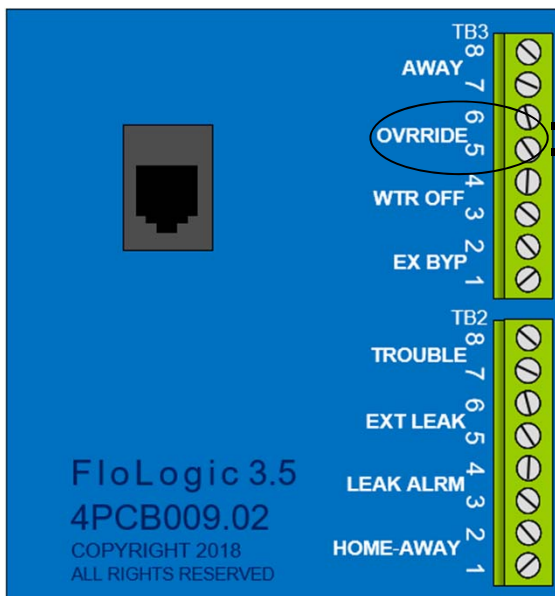 TB3
8
AWAY
7
6
OVRRIDE
5
4
WTR OFF
3
2
EX BYP
1
TB2
8
TROUBLE
7
6
EXT LEAK
5
4
LEAK ALRM
3
2
HOME-AWAY
1
FloLogic 3.5
4PCB009.02
COPYRIGHT 2018
ALL RIGHTS RESERVED